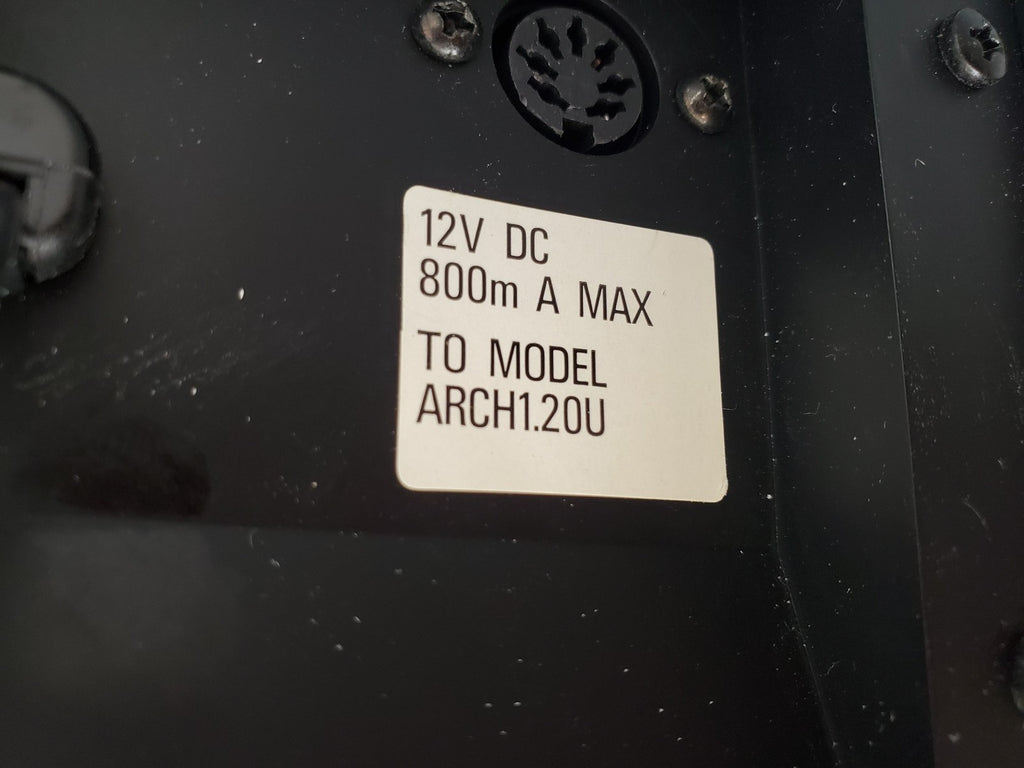 12V DC
800m A MAX
TO MODEL
ARCH1.20U